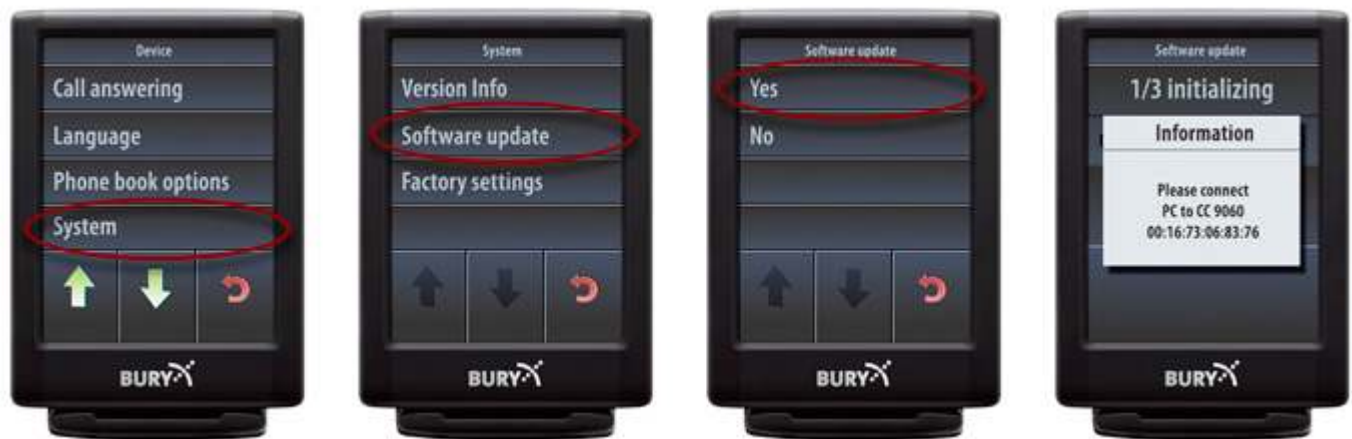 Device
Call answering
Language
Phone book options
System
BURY
System
Version Info
Software update
Factory settings
BURY
Software update
Yes
No
BURY
Software update
1/3 initializing
Information
Please connect
PC to CC 9060
00:16:73:06:83:76
BURY